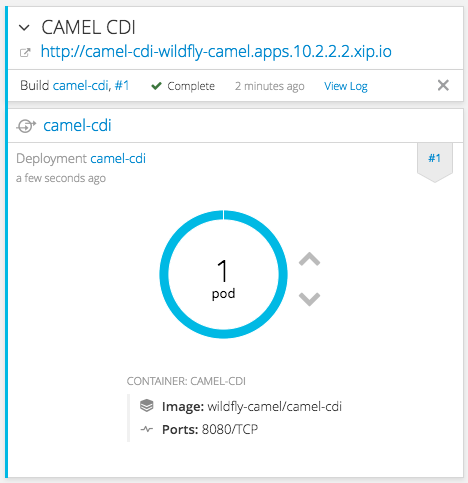 CAMEL CDI
http://camel-cdi-wildfly-camel.apps.10.2.2.2.xip.io
Build camel-cdi, #1 Complete 2 minutes ago View Log
camel-cdi
Deployment camel-cdi #1
a few seconds ago
1
pod
CONTAINER: CAMEL-CDI
Image: wildfly-camel/camel-cdi
Ports: 8080/TCP